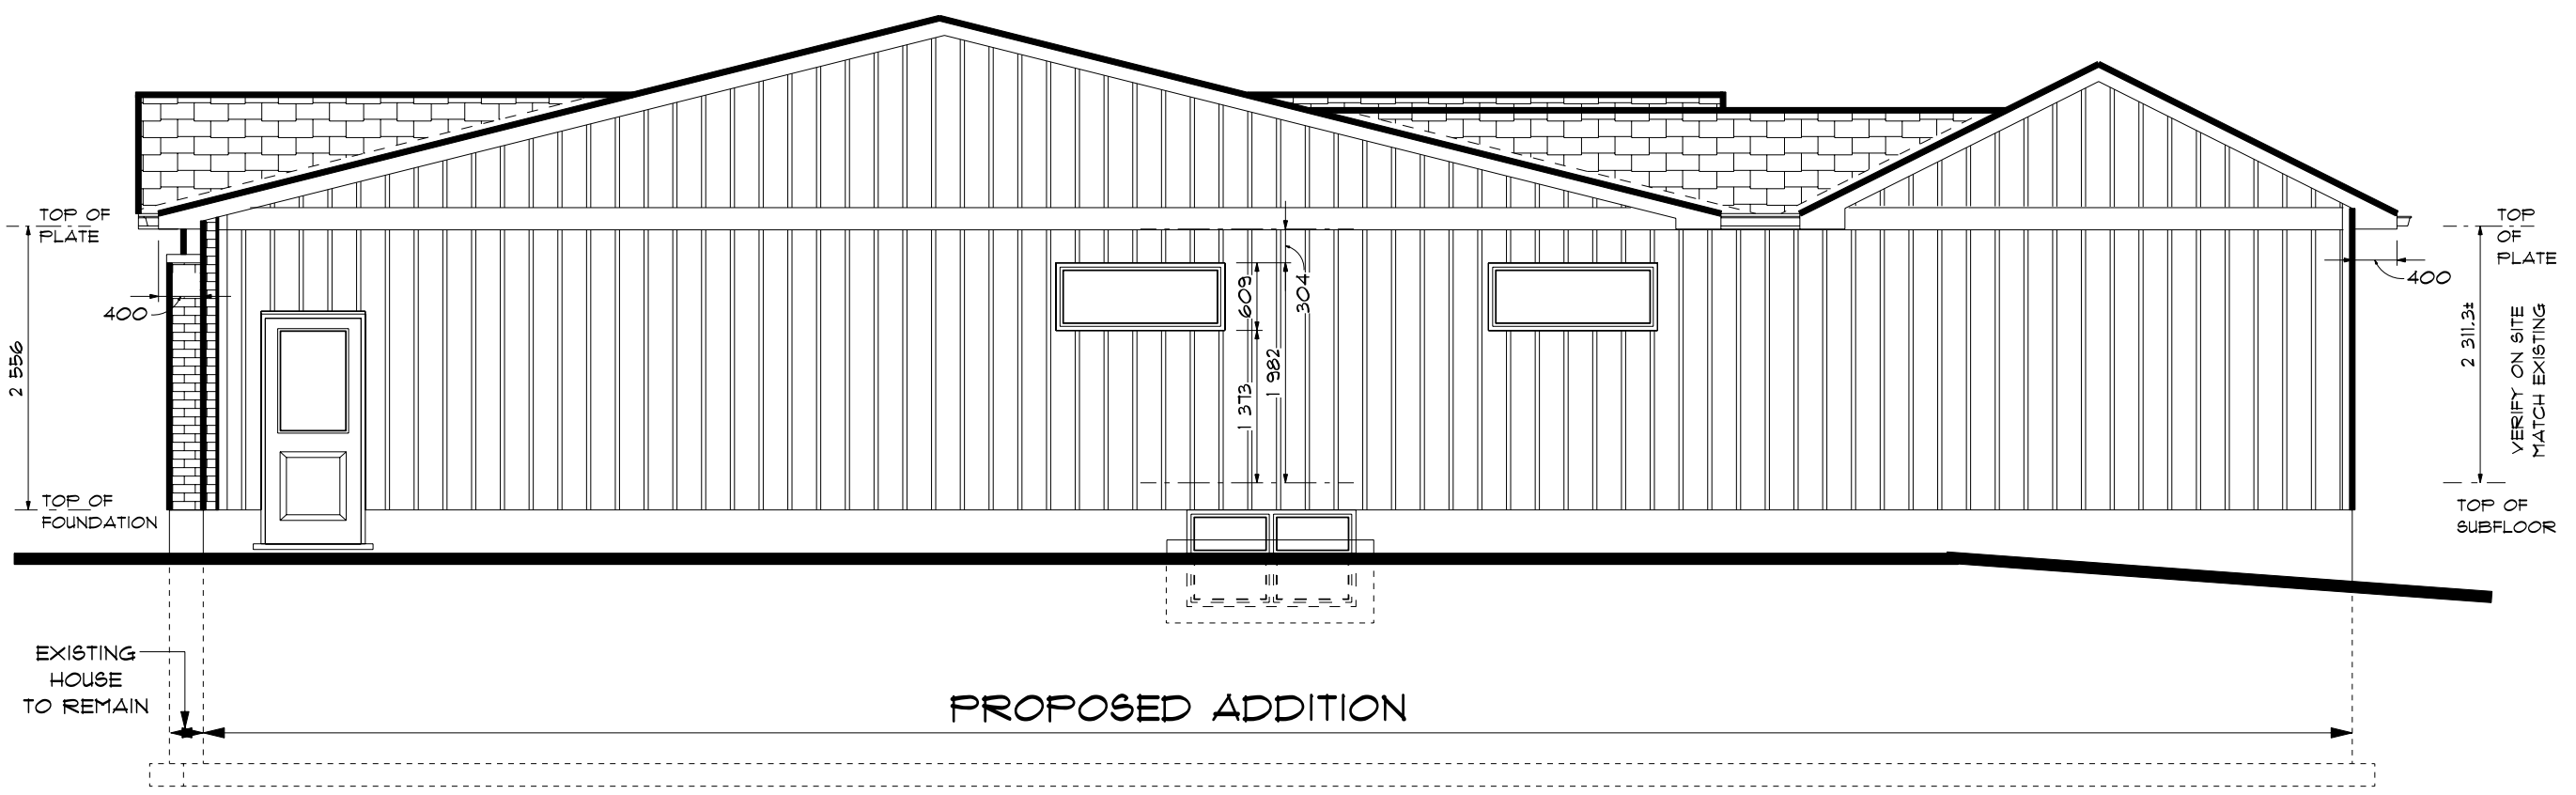 TOP OF
PLATE
400
2 556
TOP OF
FOUNDATION
609
304
1 982
1 373
TOP
OF
PLATE
400
2 311.3±
VERIFY ON SITE
MATCH EXISTING
TOP OF
SUBFLOOR
EXISTING
HOUSE
TO REMAIN
PROPOSED ADDITION